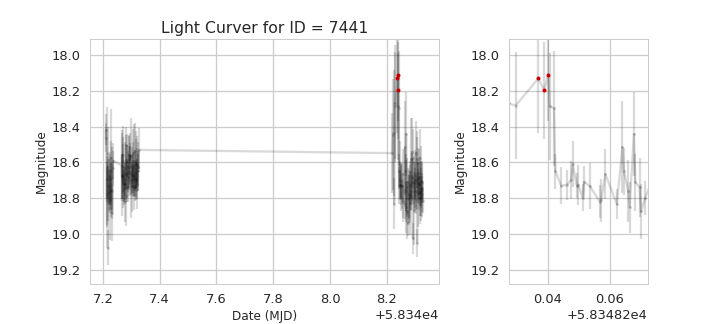 Light Curver for ID = 7441
Magnitude
18.0
18.2
18.4
18.6
18.8
19.0
19.2
7.2 7.4 7.6 7.8 8.0 8.2
Date (MJD)
+5.834e4
Magnitude
18.0
18.2
18.4
18.6
18.8
19.0
19.2
0.04 0.06
+5.83482e4